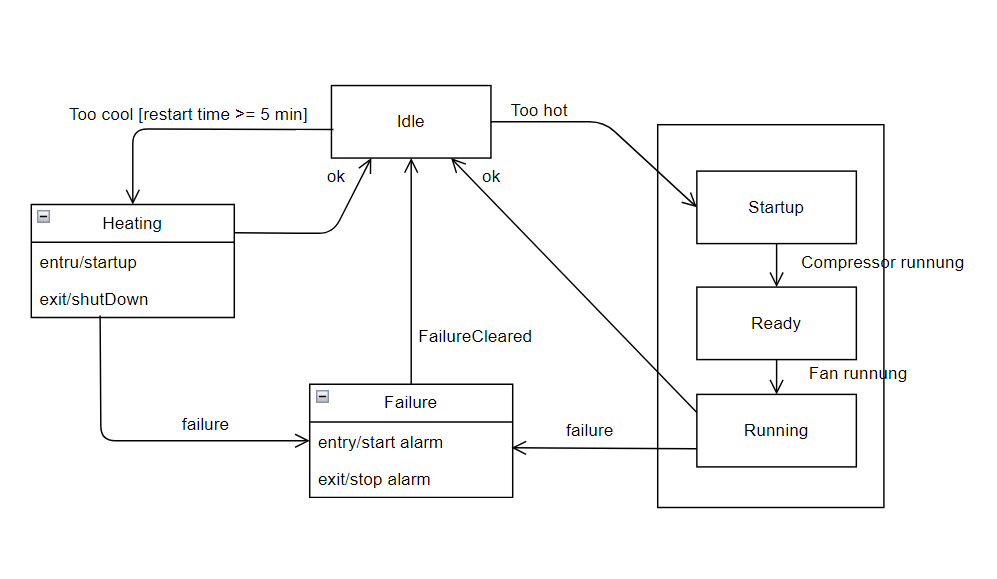 Too cool [restart time >= 5 min]
Idle
Too hot
ok
ok
Heating
entru/startup
exit/shutDown
Startup
Compressor runnung
Ready
FailureCleared
Fan runnung
Failure
entry/start alarm
exit/stop alarm
failure
failure
Running